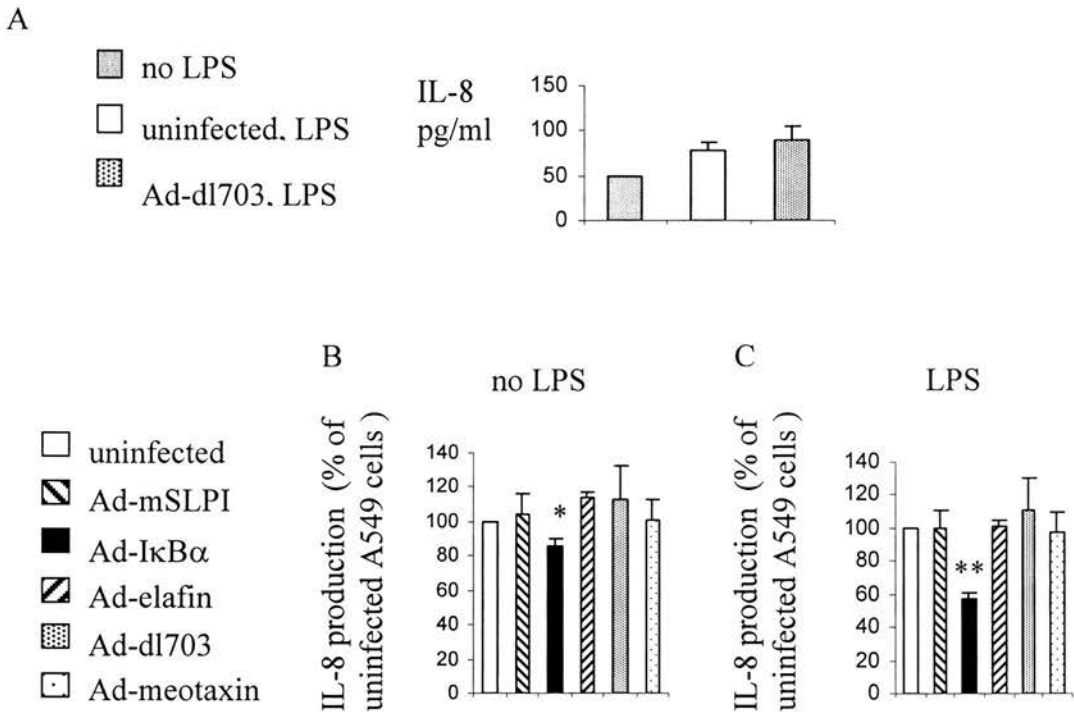 A
no LPS
uninfected, LPS
Ad-dl703, LPS
IL-8
pg/ml
150
100
50
0
B
no LPS
IL-8 production (% of
uninfected A549 cells )
140
120
100
80
60
40
20
0
*
C
LPS
IL-8 production (% of
uninfected A549 cells )
140
120
100
80
60
40
20
0
**
uninfected
Ad-mSLPI
Ad-IκBα
Ad-elafin
Ad-dl703
Ad-meotaxin